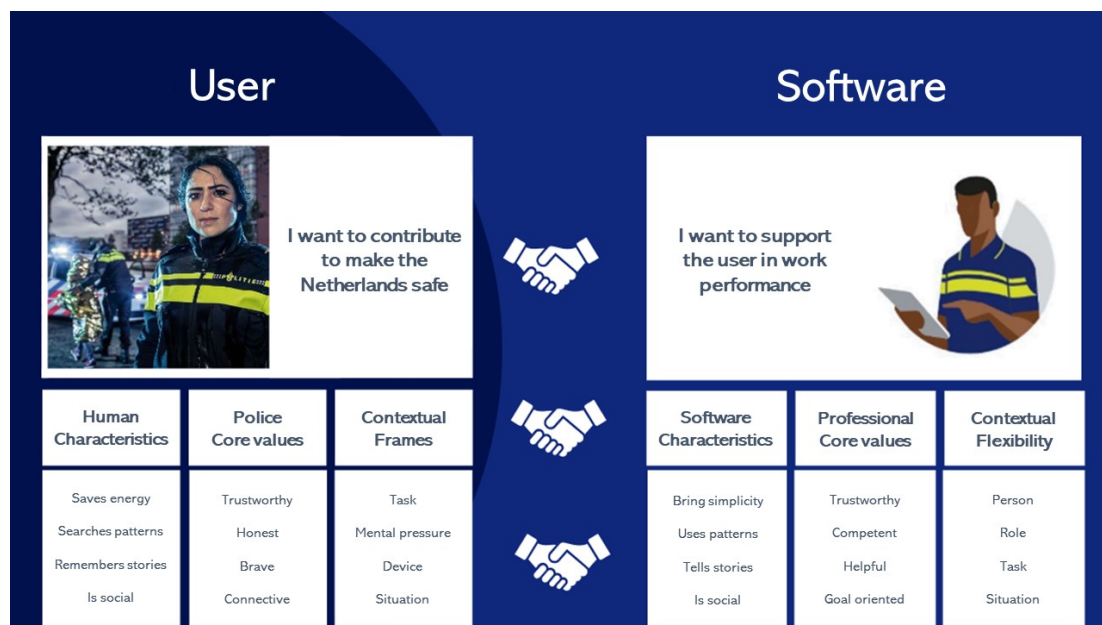 User
Software
I want to contribute
to make the
Netherlands safe
I want to support
the user in work
performance
POLITIE
Human
Characteristics
Police
Core values
Contextual
Frames
Software
Characteristics
Professional
Core values
Contextual
Flexibility
Saves energy
Searches patterns
Remembers stories
Is social
Trustworthy
Honest
Brave
Connective
Task
Mental pressure
Device
Situation
Bring simplicity
Uses patterns
Tells stories
Is social
Trustworthy
Competent
Helpful
Goal oriented
Person
Role
Task
Situation